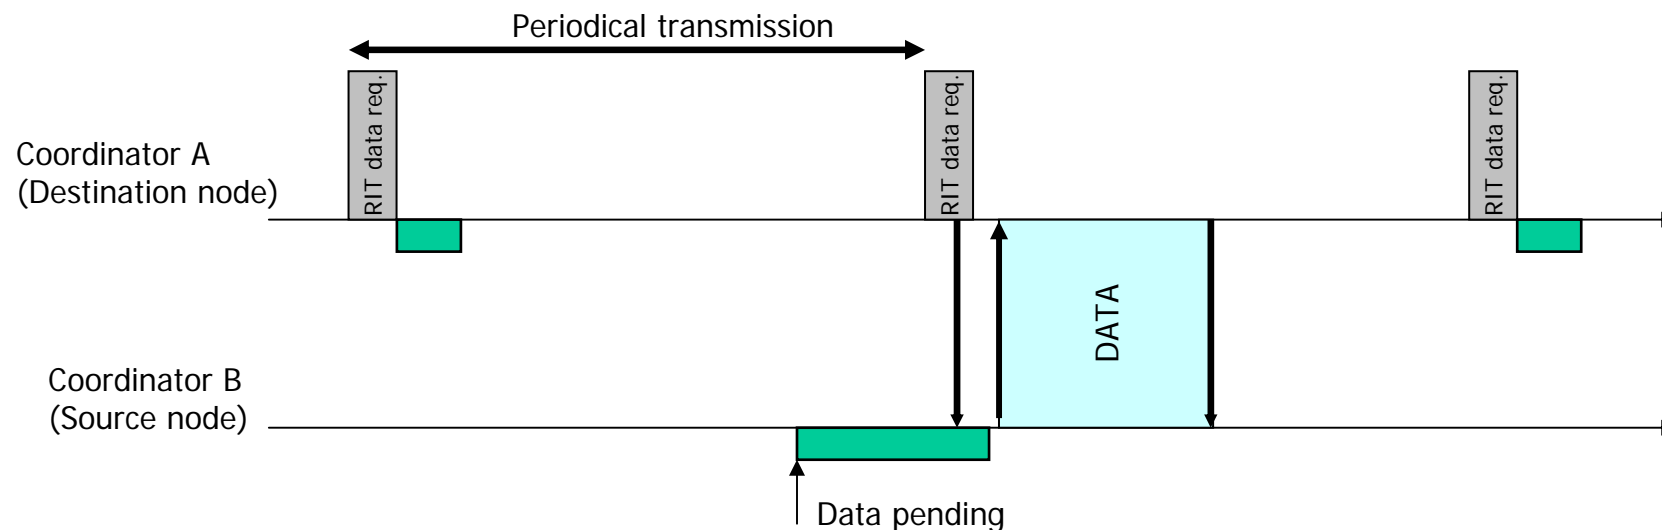 Periodical transmission
RIT data req.
RIT data req.
RIT data req.
Coordinator A
(Destination node)
DATA
Coordinator B
(Source node)
Data pending